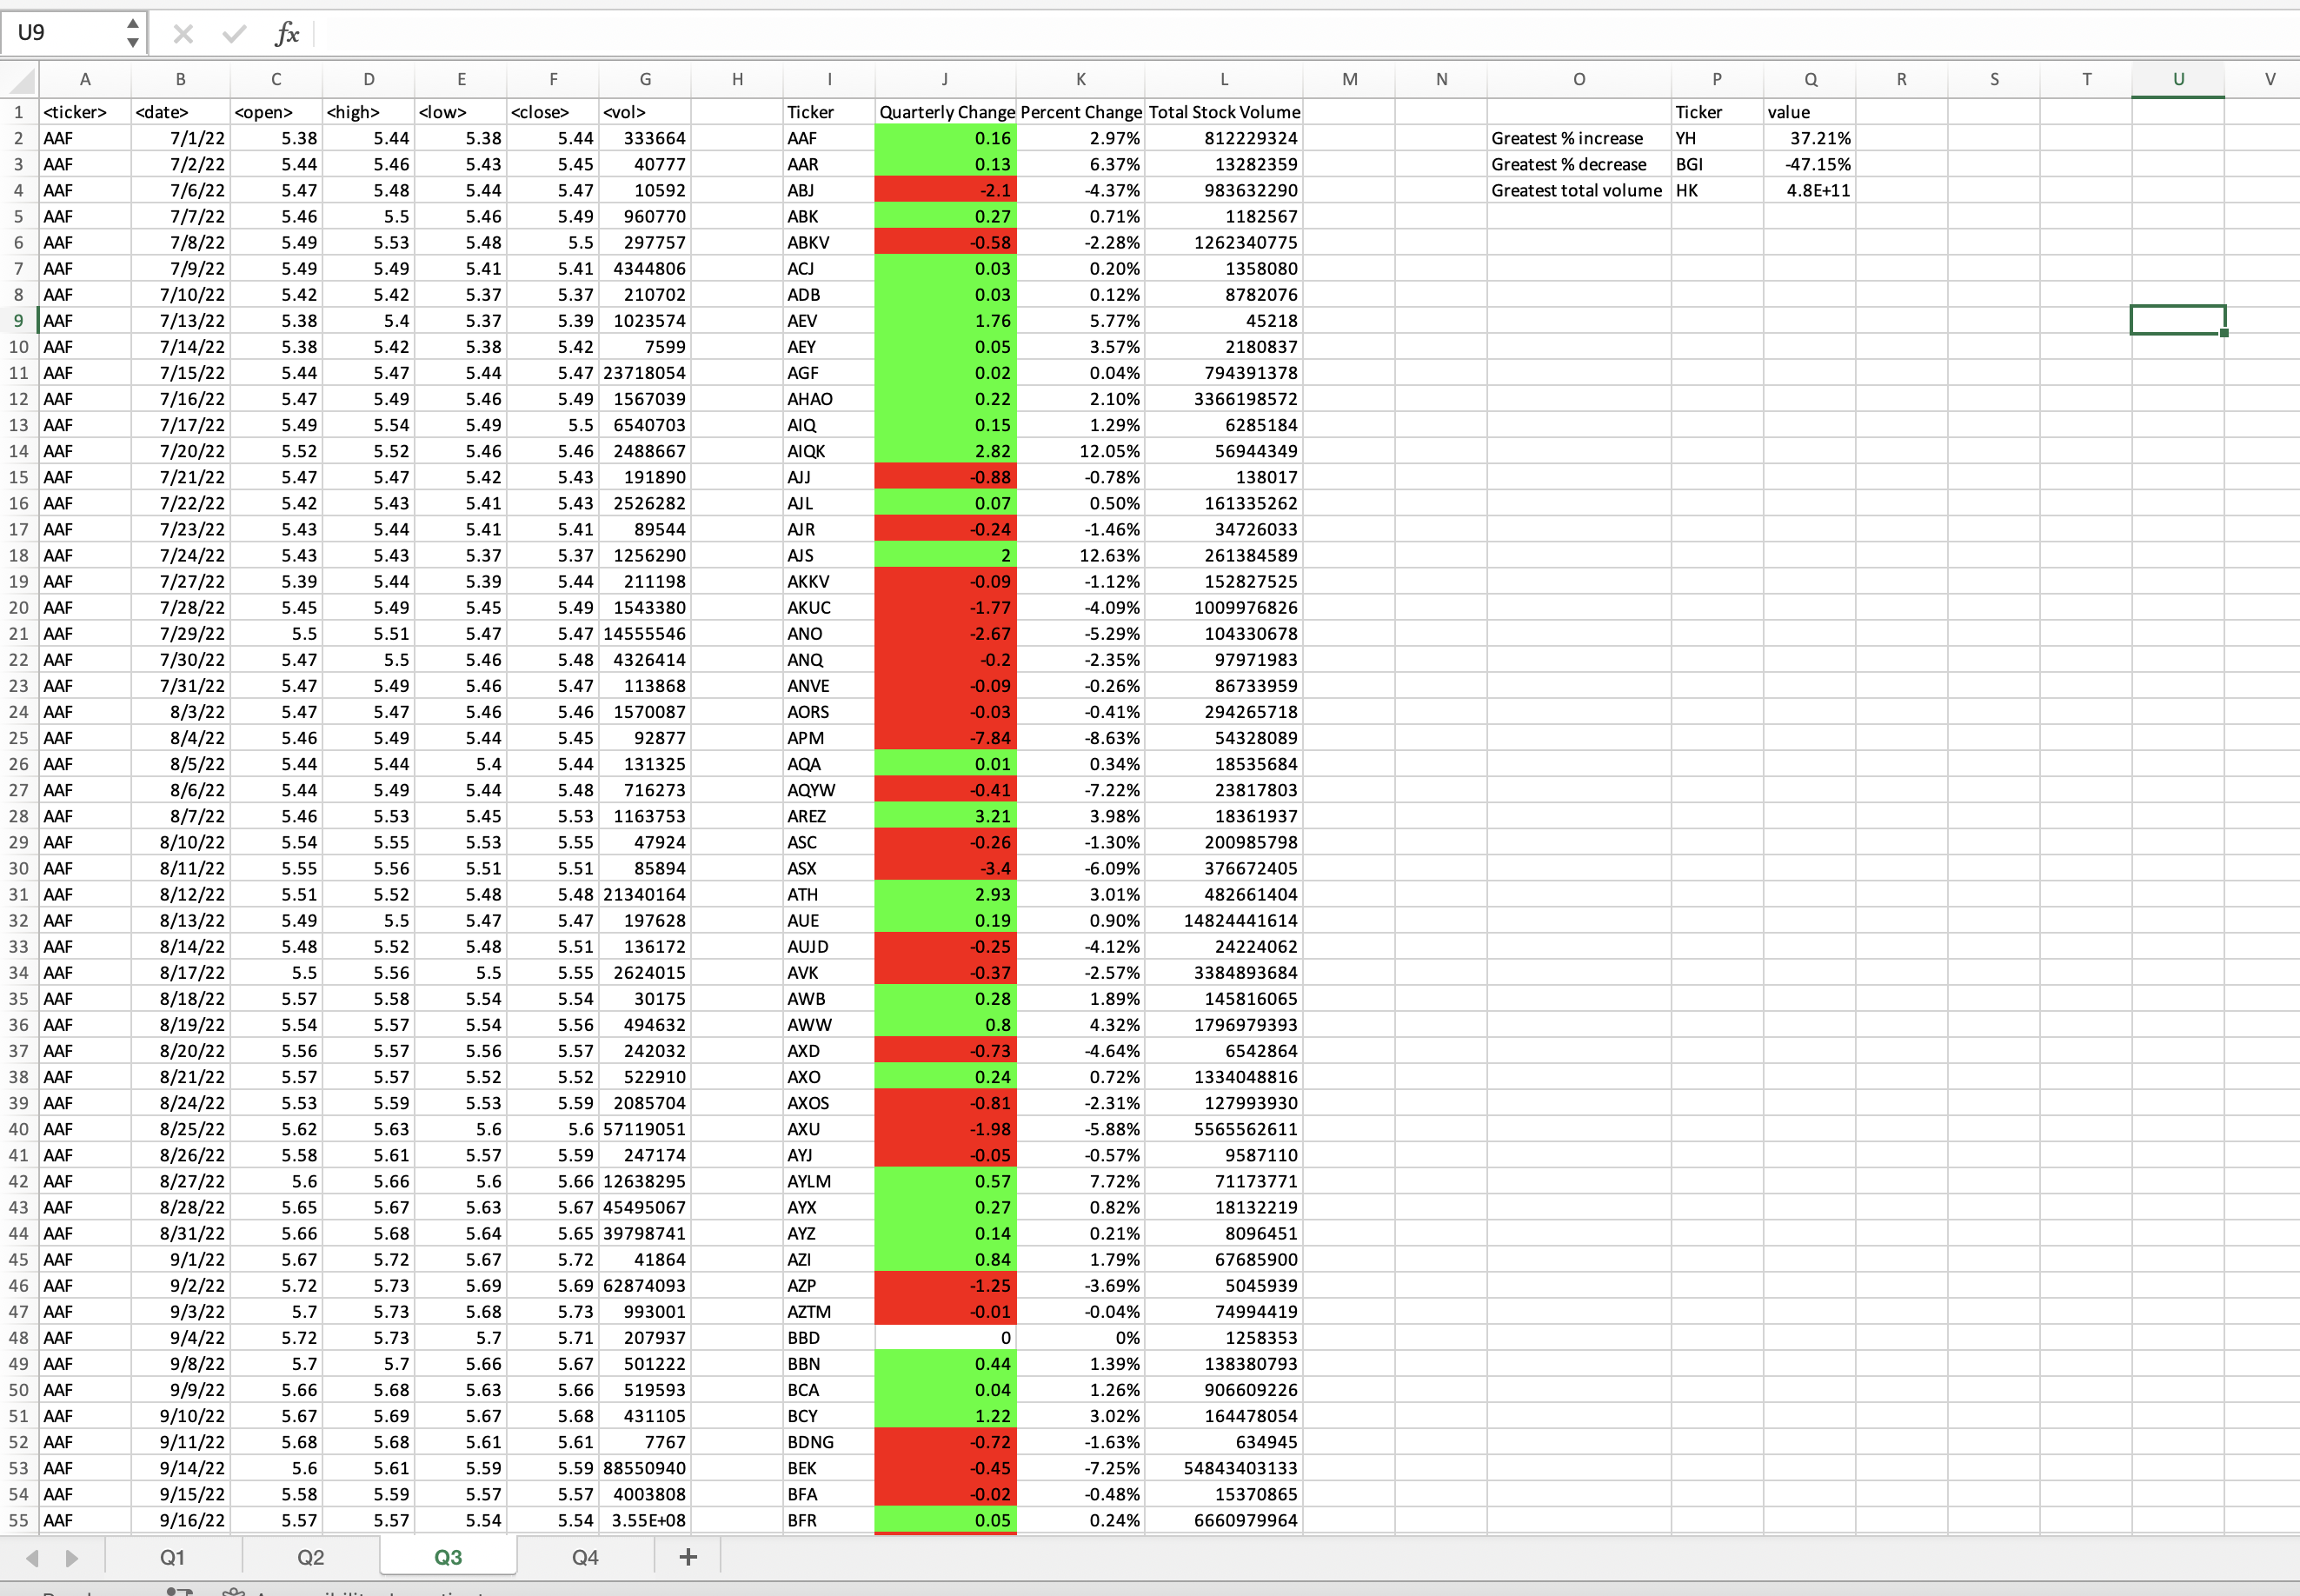 U9 fx
A B C D E F G H I J K L M N O P Q R S T U V
1 <ticker> <date> <open> <high> <low> <close> <vol> Ticker Quarterly Change Percent Change Total Stock Volume Ticker value
2 AAF 7/1/22 5.38 5.44 5.38 5.44 333664 AAF 0.16 2.97% 812229324 Greatest % increase YH 37.21%
3 AAF 7/2/22 5.44 5.46 5.43 5.45 40777 AAR 0.13 6.37% 13282359 Greatest % decrease BGI -47.15%
4 AAF 7/6/22 5.47 5.48 5.44 5.47 10592 ABJ -2.1 -4.37% 983632290 Greatest total volume HK 4.8E+11
5 AAF 7/7/22 5.46 5.5 5.46 5.49 960770 ABK 0.27 0.71% 1182567
6 AAF 7/8/22 5.49 5.53 5.48 5.5 297757 ABKV -0.58 -2.28% 1262340775
7 AAF 7/9/22 5.49 5.49 5.41 5.41 4344806 ACJ 0.03 0.20% 1358080
8 AAF 7/10/22 5.42 5.42 5.37 5.37 210702 ADB 0.03 0.12% 8782076
9 AAF 7/13/22 5.38 5.4 5.37 5.39 1023574 AEV 1.76 5.77% 45218
10 AAF 7/14/22 5.38 5.42 5.38 5.42 7599 AEY 0.05 3.57% 2180837
11 AAF 7/15/22 5.44 5.47 5.44 5.47 23718054 AGF 0.02 0.04% 794391378
12 AAF 7/16/22 5.47 5.49 5.46 5.49 1567039 AHAO 0.22 2.10% 3366198572
13 AAF 7/17/22 5.49 5.54 5.49 5.5 6540703 AIQ 0.15 1.29% 6285184
14 AAF 7/20/22 5.52 5.52 5.46 5.46 2488667 AIQK 2.82 12.05% 56944349
15 AAF 7/21/22 5.47 5.47 5.42 5.43 191890 AJJ -0.88 -0.78% 138017
16 AAF 7/22/22 5.42 5.43 5.41 5.43 2526282 AJL 0.07 0.50% 161335262
17 AAF 7/23/22 5.43 5.44 5.41 5.41 89544 AJR -0.24 -1.46% 34726033
18 AAF 7/24/22 5.43 5.43 5.37 5.37 1256290 AJS 2 12.63% 261384589
19 AAF 7/27/22 5.39 5.44 5.39 5.44 211198 AKKV -0.09 -1.12% 152827525
20 AAF 7/28/22 5.45 5.49 5.45 5.49 1543380 AKUC -1.77 -4.09% 1009976826
21 AAF 7/29/22 5.5 5.51 5.47 5.47 14555546 ANO -2.67 -5.29% 104330678
22 AAF 7/30/22 5.47 5.5 5.46 5.48 4326414 ANQ -0.2 -2.35% 97971983
23 AAF 7/31/22 5.47 5.49 5.46 5.47 113868 ANVE -0.09 -0.26% 86733959
24 AAF 8/3/22 5.47 5.47 5.46 5.46 1570087 AORS -0.03 -0.41% 294265718
25 AAF 8/4/22 5.46 5.49 5.44 5.45 92877 APM -7.84 -8.63% 54328089
26 AAF 8/5/22 5.44 5.44 5.4 5.44 131325 AQA 0.01 0.34% 18535684
27 AAF 8/6/22 5.44 5.49 5.44 5.48 716273 AQYW -0.41 -7.22% 23817803
28 AAF 8/7/22 5.46 5.53 5.45 5.53 1163753 AREZ 3.21 3.98% 18361937
29 AAF 8/10/22 5.54 5.55 5.53 5.55 47924 ASC -0.26 -1.30% 200985798
30 AAF 8/11/22 5.55 5.56 5.51 5.51 85894 ASX -3.4 -6.09% 376672405
31 AAF 8/12/22 5.51 5.52 5.48 5.48 21340164 ATH 2.93 3.01% 482661404
32 AAF 8/13/22 5.49 5.5 5.47 5.47 197628 AUE 0.19 0.90% 14824441614
33 AAF 8/14/22 5.48 5.52 5.48 5.51 136172 AUJD -0.25 -4.12% 24224062
34 AAF 8/17/22 5.5 5.56 5.5 5.55 2624015 AVK -0.37 -2.57% 3384893684
35 AAF 8/18/22 5.57 5.58 5.54 5.54 30175 AWB 0.28 1.89% 145816065
36 AAF 8/19/22 5.54 5.57 5.54 5.56 494632 AWW 0.8 4.32% 1796979393
37 AAF 8/20/22 5.56 5.57 5.56 5.57 242032 AXD -0.73 -4.64% 6542864
38 AAF 8/21/22 5.57 5.57 5.52 5.52 522910 AXO 0.24 0.72% 1334048816
39 AAF 8/24/22 5.53 5.59 5.53 5.59 2085704 AXOS -0.81 -2.31% 127993930
40 AAF 8/25/22 5.62 5.63 5.6 5.6 57119051 AXU -1.98 -5.88% 5565562611
41 AAF 8/26/22 5.58 5.61 5.57 5.59 247174 AYJ -0.05 -0.57% 9587110
42 AAF 8/27/22 5.6 5.66 5.6 5.66 12638295 AYLM 0.57 7.72% 71173771
43 AAF 8/28/22 5.65 5.67 5.63 5.67 45495067 AYX 0.27 0.82% 18132219
44 AAF 8/31/22 5.66 5.68 5.64 5.65 39798741 AYZ 0.14 0.21% 8096451
45 AAF 9/1/22 5.67 5.72 5.67 5.72 41864 AZI 0.84 1.79% 67685900
46 AAF 9/2/22 5.72 5.73 5.69 5.69 62874093 AZP -1.25 -3.69% 5045939
47 AAF 9/3/22 5.7 5.73 5.68 5.73 993001 AZTM -0.01 -0.04% 74994419
48 AAF 9/4/22 5.72 5.73 5.7 5.71 207937 BBD 0 0% 1258353
49 AAF 9/8/22 5.7 5.7 5.66 5.67 501222 BBN 0.44 1.39% 138380793
50 AAF 9/9/22 5.66 5.68 5.63 5.66 519593 BCA 0.04 1.26% 906609226
51 AAF 9/10/22 5.67 5.69 5.67 5.68 431105 BCY 1.22 3.02% 164478054
52 AAF 9/11/22 5.68 5.68 5.61 5.61 7767 BDNG -0.72 -1.63% 634945
53 AAF 9/14/22 5.6 5.61 5.59 5.59 88550940 BEK -0.45 -7.25% 54843403133
54 AAF 9/15/22 5.58 5.59 5.57 5.57 4003808 BFA -0.02 -0.48% 15370865
55 AAF 9/16/22 5.57 5.57 5.54 5.54 3.55E+08 BFR 0.05 0.24% 6660979964
Q1 Q2 Q3 Q4 +